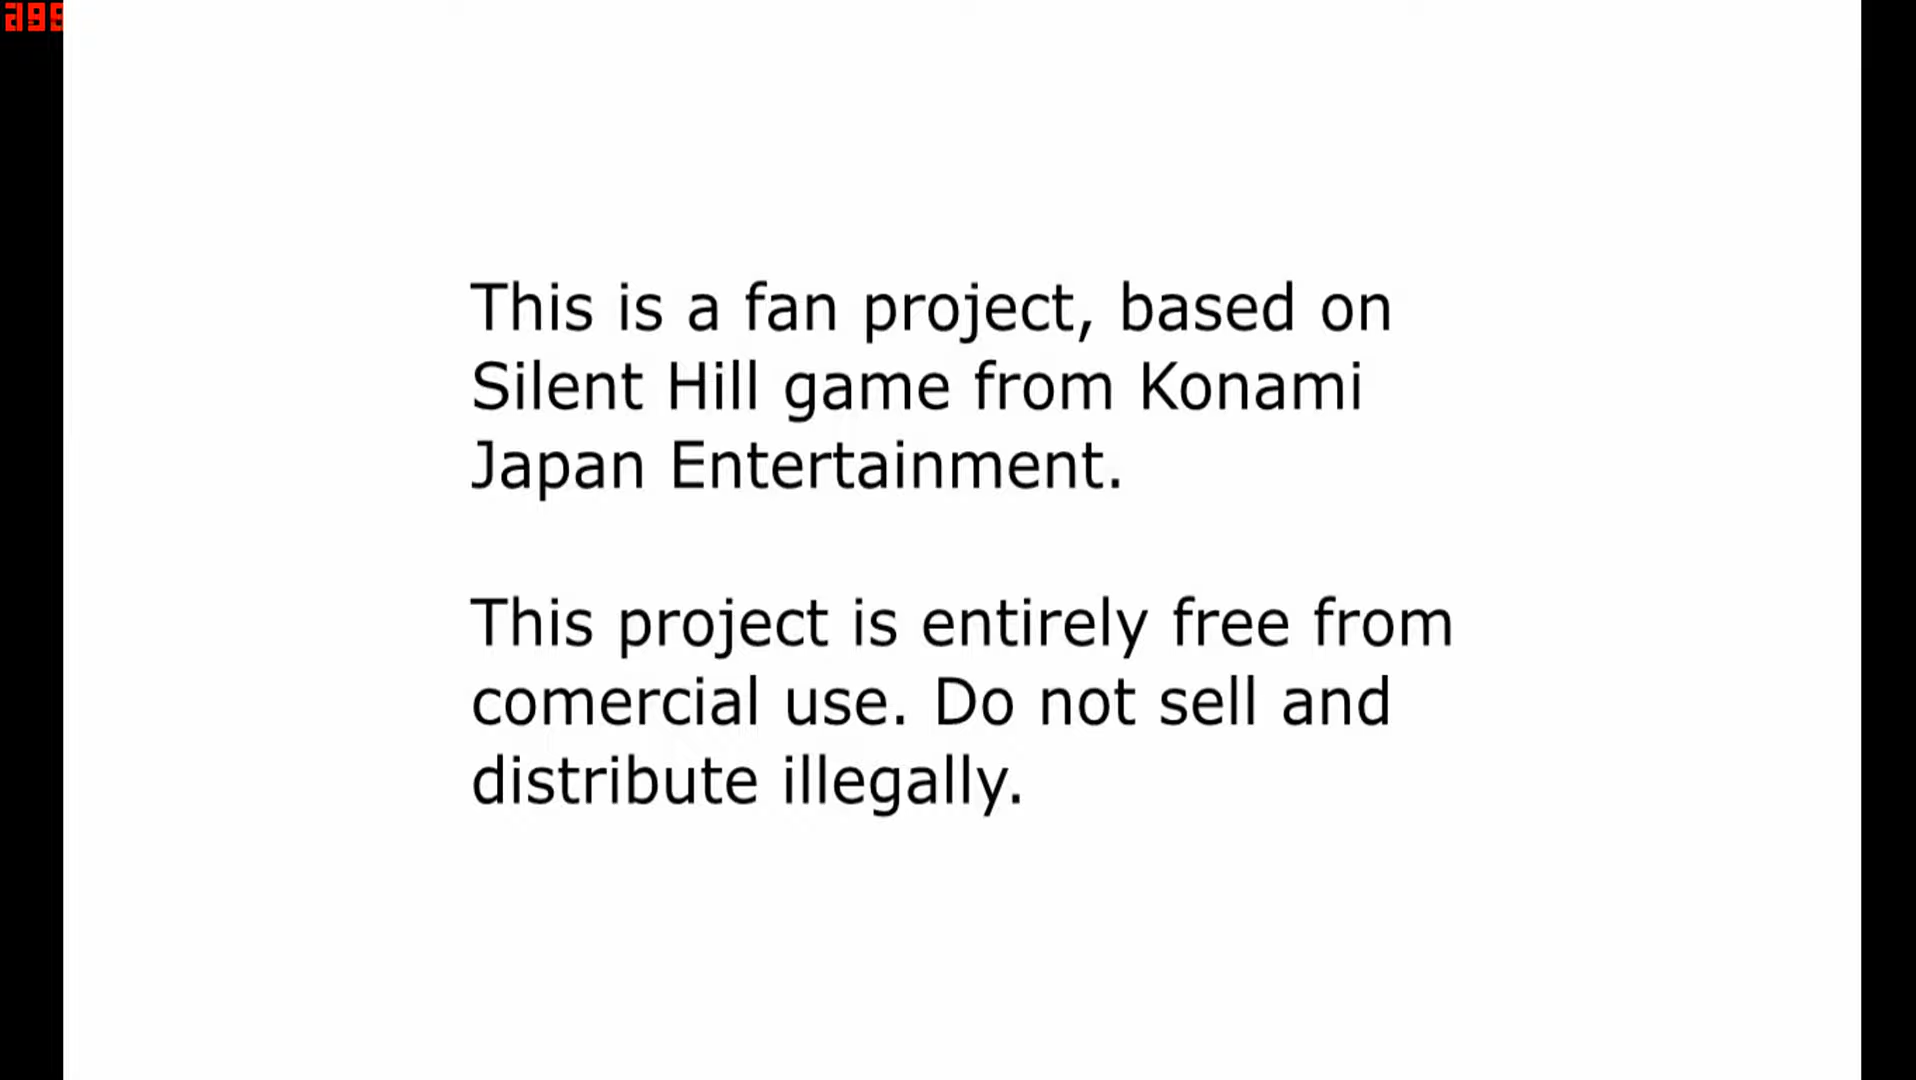 This is a fan project, based on
Silent Hill game from Konami
Japan Entertainment.
This project is entirely free from
comercial use. Do not sell and
distribute illegally.